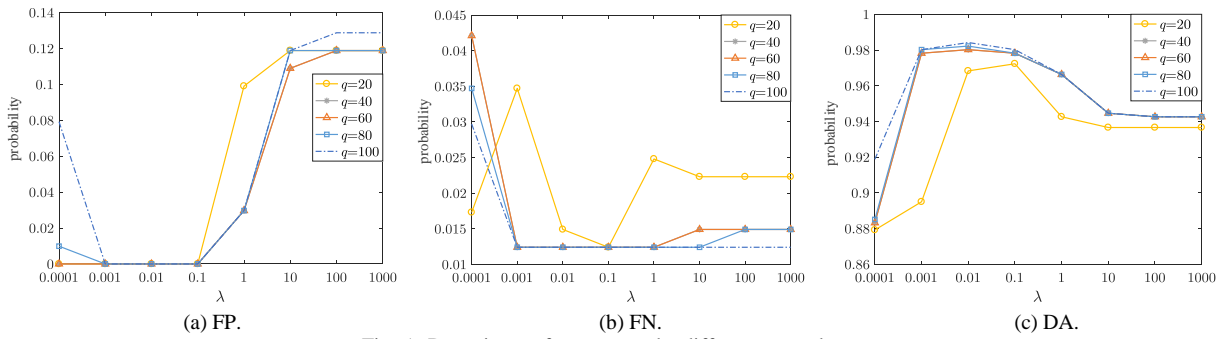 0.14
0.12
0.1
0.08
0.06
0.04
0.02
0
probability
0.0001 0.001 0.01 0.1 1 10 100 1000
λ
q=20
q=40
q=60
q=80
q=100
(a) FP.
0.045
0.04
0.035
0.03
0.025
0.02
0.015
0.01
probability
0.0001 0.001 0.01 0.1 1 10 100 1000
λ
q=20
q=40
q=60
q=80
q=100
(b) FN.
1
0.98
0.96
0.94
0.92
0.9
0.88
0.86
probability
0.0001 0.001 0.01 0.1 1 10 100 1000
λ
q=20
q=40
q=60
q=80
q=100
(c) DA.